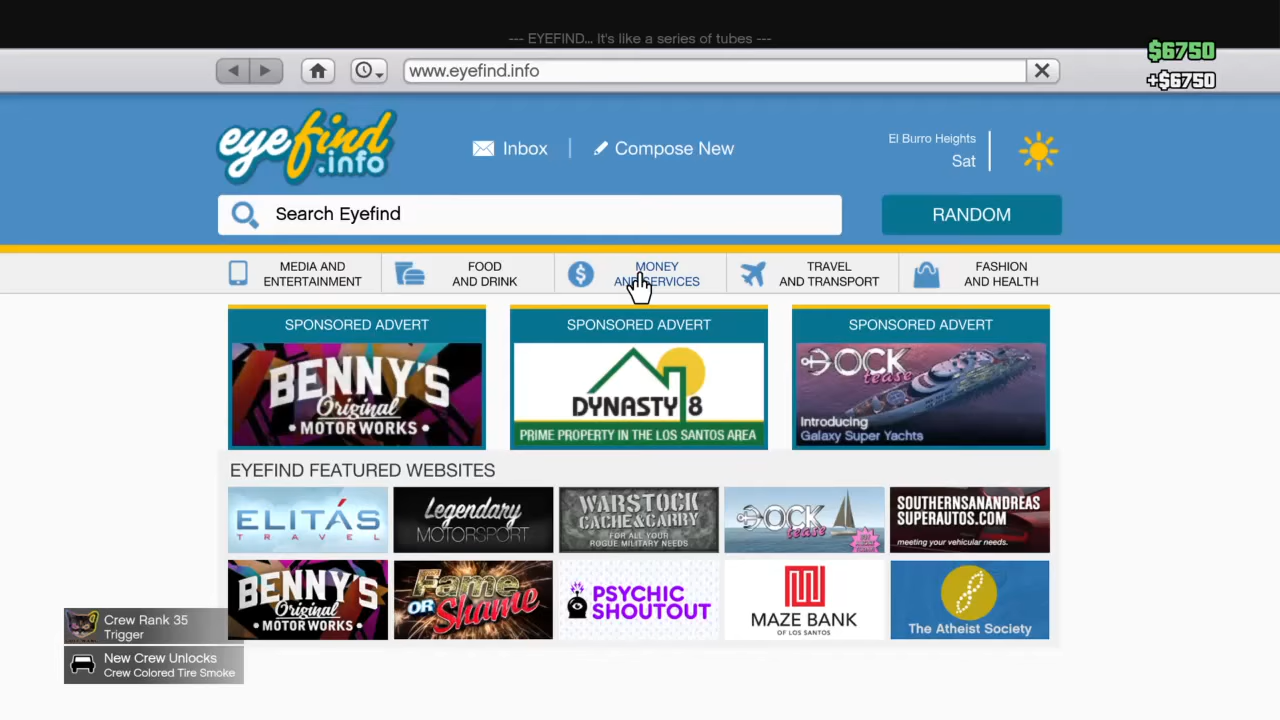 --- EYEFIND... It's like a series of tubes ---
$6750
+$6750
www.eyefind.info
eyefind
.info
Inbox
Compose New
El Burro Heights
Sat
Search Eyefind
RANDOM
MEDIA AND
ENTERTAINMENT
FOOD
AND DRINK
MONEY
AND SERVICES
TRAVEL
AND TRANSPORT
FASHION
AND HEALTH
SPONSORED ADVERT
BENNY'S
Original
• MOTOR WORKS •
SPONSORED ADVERT
DYNASTY 8
PRIME PROPERTY IN THE LOS SANTOS AREA
SPONSORED ADVERT
DOCK
tease
Introducing
Galaxy Super Yachts
EYEFIND FEATURED WEBSITES
ELITÁS
TRAVEL
Legendary
MOTORSPORT
WARSTOCK
CACHE & CARRY
FOR ALL YOUR
ROGUE MILITARY NEEDS
DOCK
tease
SOUTHERNSANANDREAS
SUPERAUTOS.COM
meeting your vehicular needs.
BENNY'S
Original
• MOTOR WORKS •
Fame
OR Shame
PSYCHIC
SHOUTOUT
MAZE BANK
OF LOS SANTOS
The Atheist Society
Crew Rank 35
Trigger
New Crew Unlocks
Crew Colored Tire Smoke